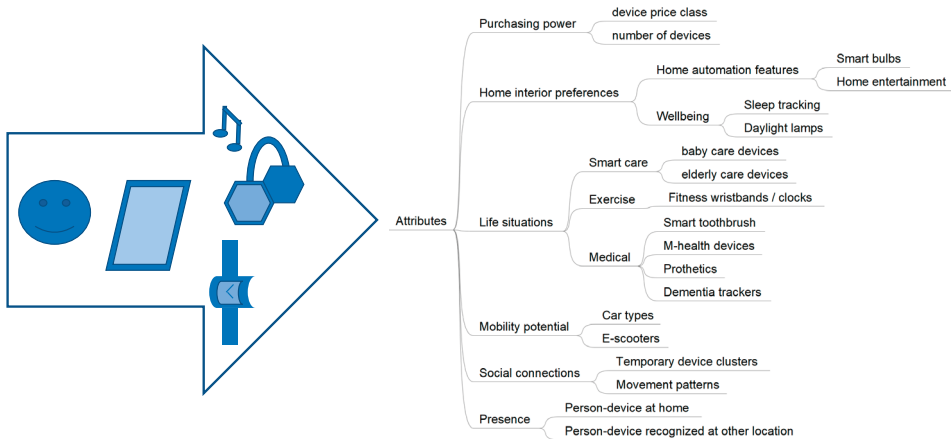 Attributes
Purchasing power
device price class
number of devices
Home interior preferences
Home automation features
Smart bulbs
Home entertainment
Wellbeing
Sleep tracking
Daylight lamps
Life situations
Smart care
baby care devices
elderly care devices
Exercise
Fitness wristbands / clocks
Medical
Smart toothbrush
M-health devices
Prothetics
Dementia trackers
Mobility potential
Car types
E-scooters
Social connections
Temporary device clusters
Movement patterns
Presence
Person-device at home
Person-device recognized at other location